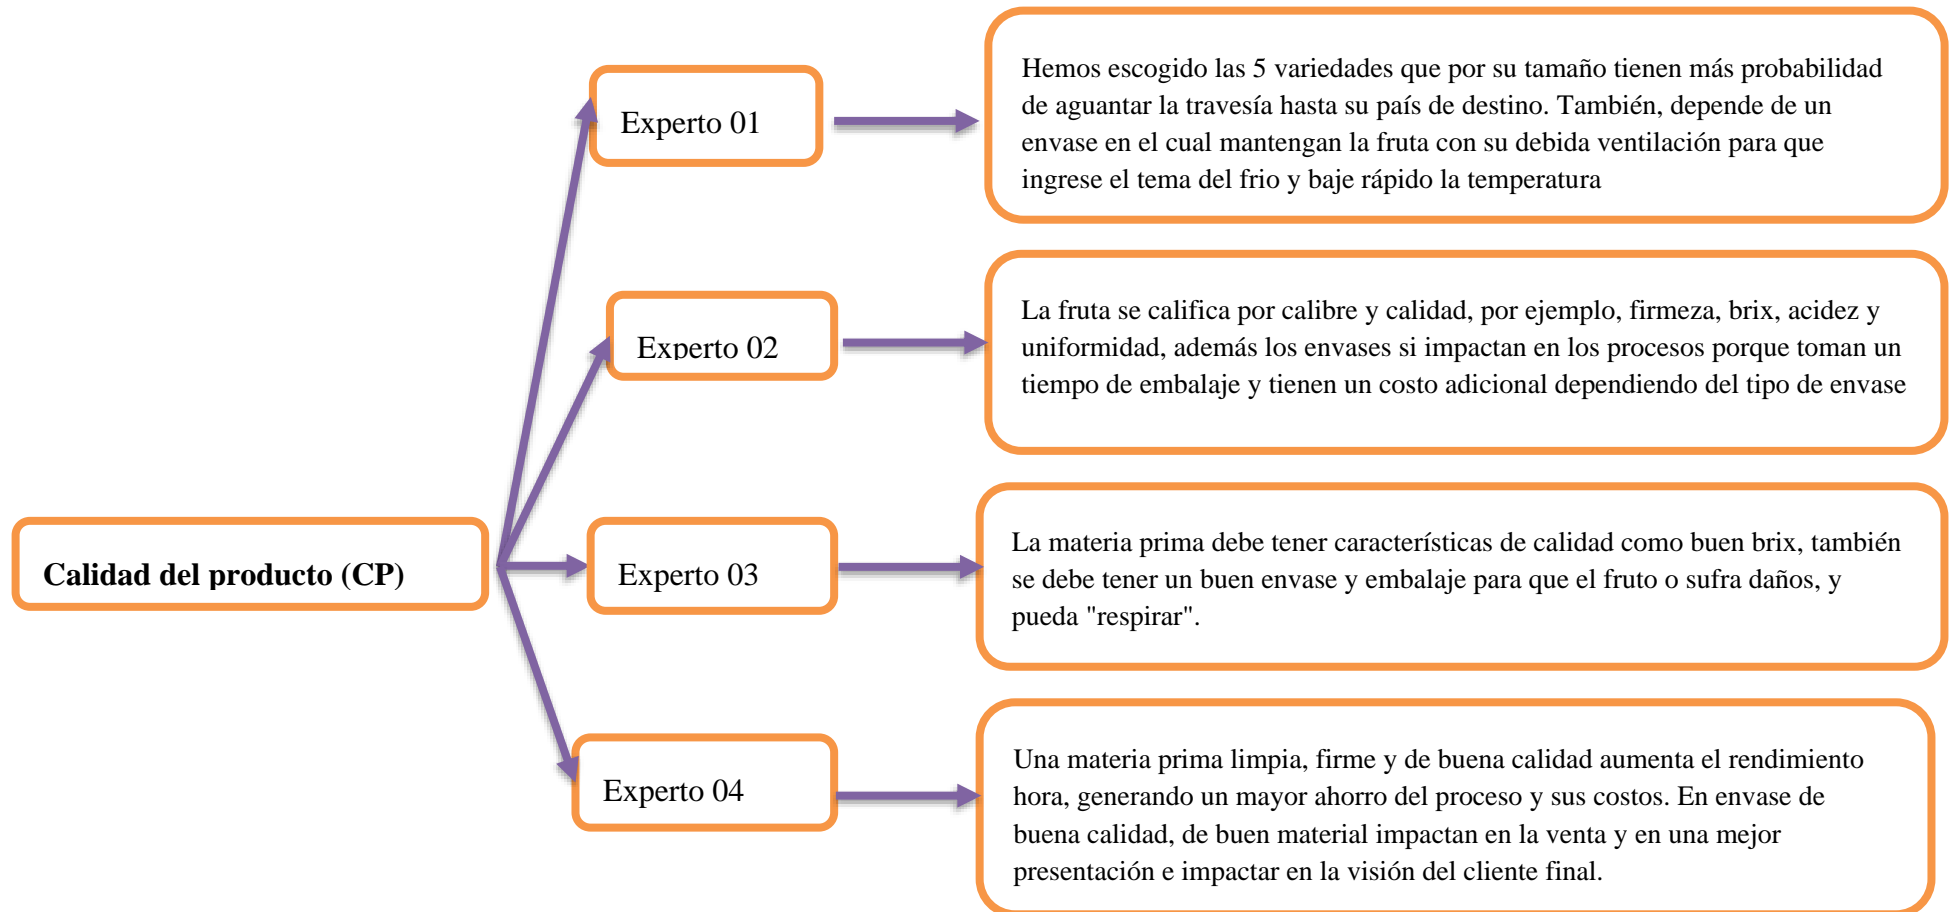 Calidad del producto (CP)
Experto 01
Hemos escogido las 5 variedades que por su tamaño tienen más probabilidad
de aguantar la travesía hasta su país de destino. También, depende de un
envase en el cual mantengan la fruta con su debida ventilación para que
ingrese el tema del frio y baje rápido la temperatura
Experto 02
La fruta se califica por calibre y calidad, por ejemplo, firmeza, brix, acidez y
uniformidad, además los envases si impactan en los procesos porque toman un
tiempo de embalaje y tienen un costo adicional dependiendo del tipo de envase
Experto 03
La materia prima debe tener características de calidad como buen brix, también
se debe tener un buen envase y embalaje para que el fruto o sufra daños, y
pueda "respirar".
Experto 04
Una materia prima limpia, firme y de buena calidad aumenta el rendimiento
hora, generando un mayor ahorro del proceso y sus costos. En envase de
buena calidad, de buen material impactan en la venta y en una mejor
presentación e impactar en la visión del cliente final.